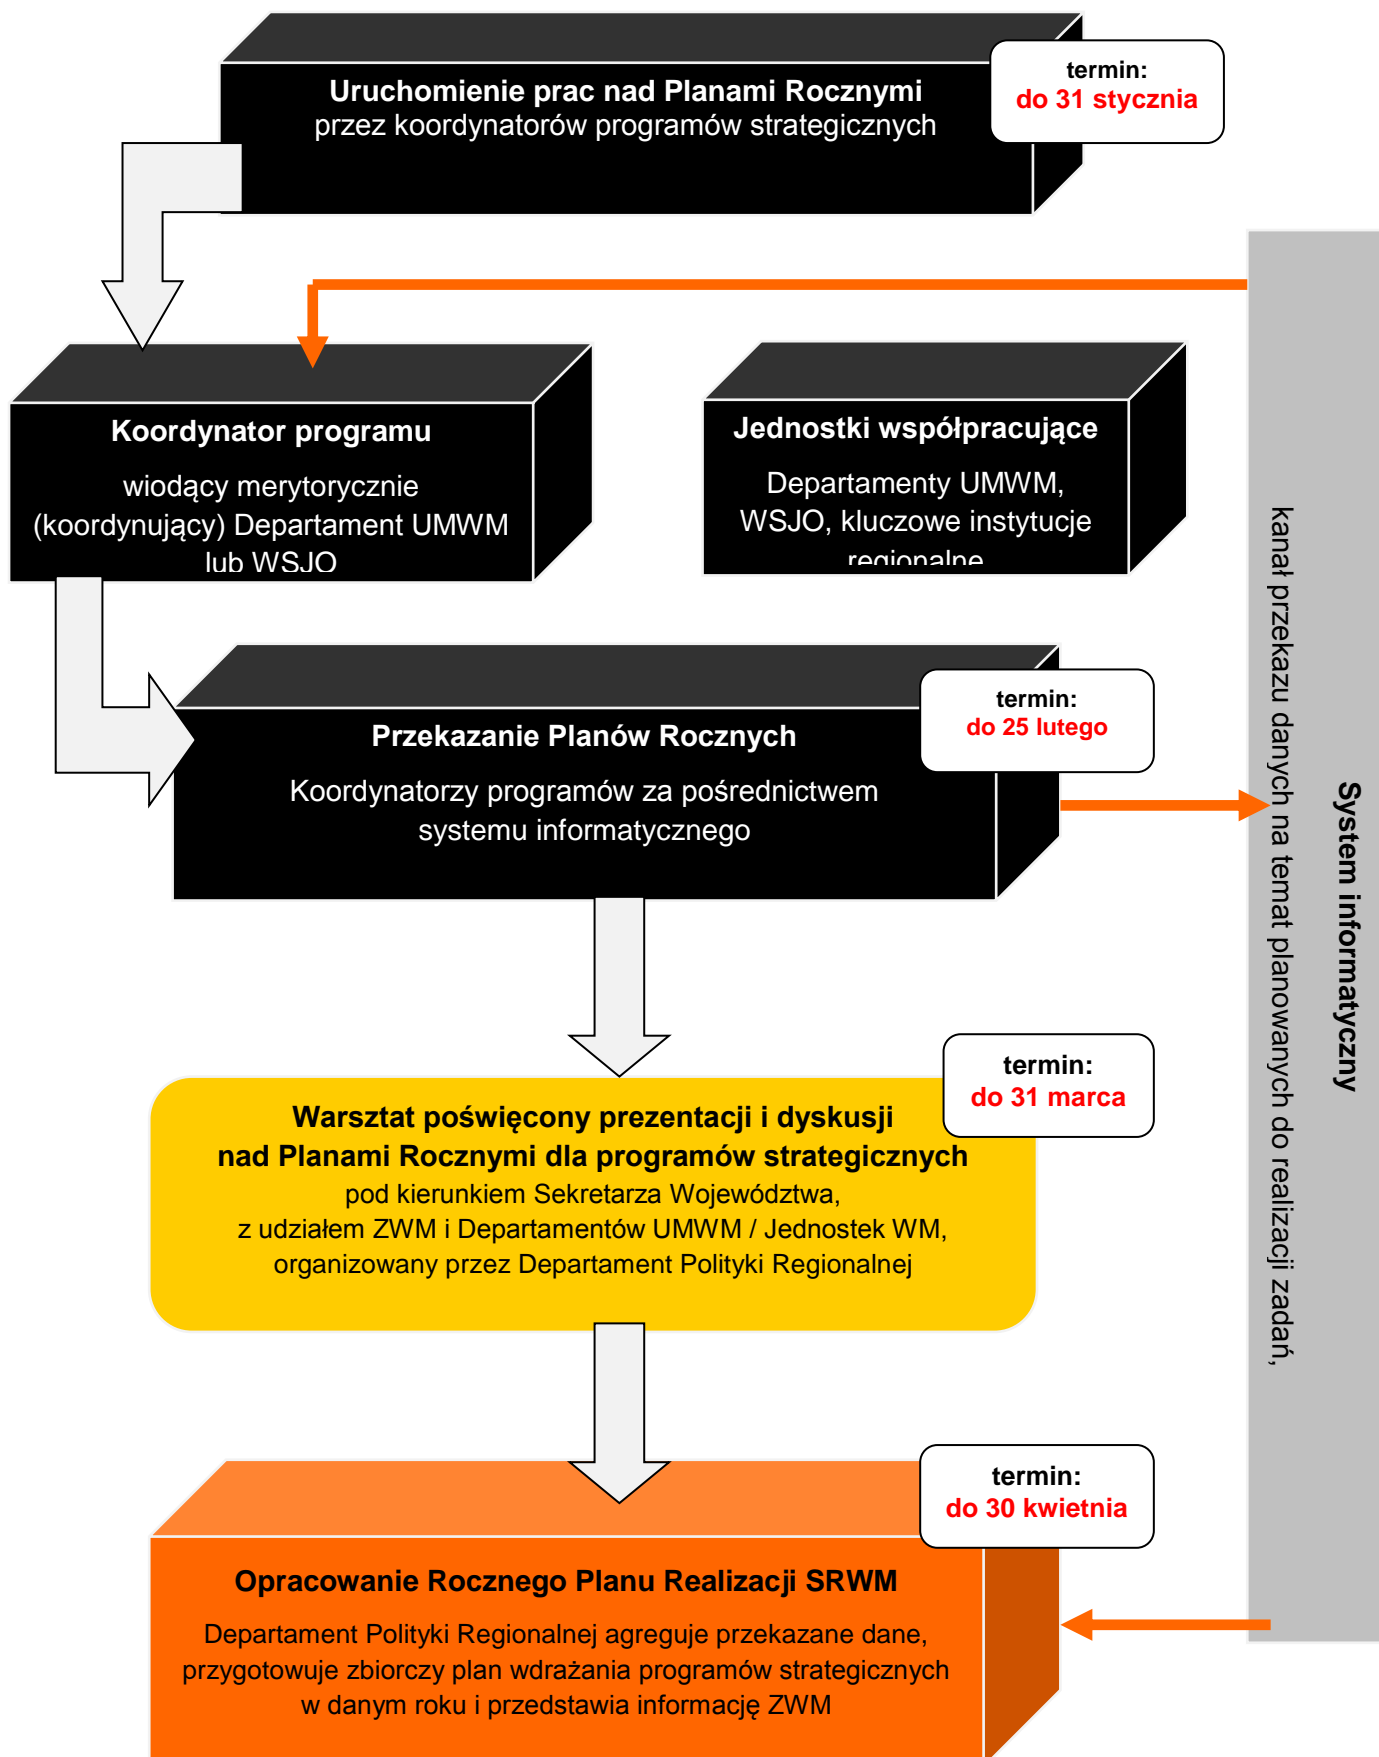 Uruchomienie prac nad Planami Rocznymi
przez koordynatorów programów strategicznych
termin:
do 31 stycznia
Koordynator programu
wiodący merytorycznie
(koordynujący) Departament UMWM
lub WSJO
Jednostki współpracujące
Departamenty UMWM,
WSJO, kluczowe instytucje
regionalne
Przekazanie Planów Rocznych
Koordynatorzy programów za pośrednictwem
systemu informatycznego
termin:
do 25 lutego
Warsztat poświęcony prezentacji i dyskusji
nad Planami Rocznymi dla programów strategicznych
pod kierunkiem Sekretarza Województwa,
z udziałem ZWM i Departamentów UMWM / Jednostek WM,
organizowany przez Departament Polityki Regionalnej
termin:
do 31 marca
Opracowanie Rocznego Planu Realizacji SRWM
Departament Polityki Regionalnej agreguje przekazane dane,
przygotowuje zbiorczy plan wdrażania programów strategicznych
w danym roku i przedstawia informację ZWM
termin:
do 30 kwietnia
System informatyczny
kanał przekazu danych na temat planowanych do realizacji zadań,